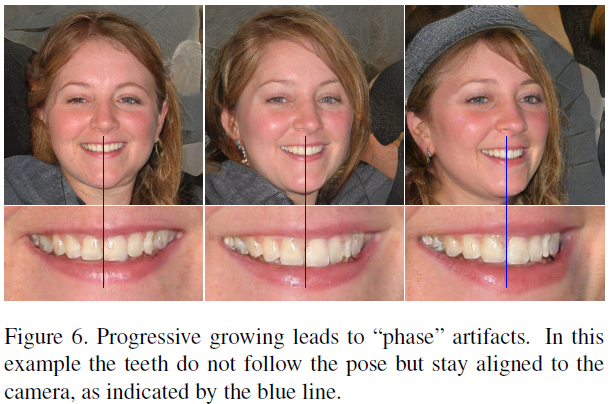 Figure 6. Progressive growing leads to “phase” artifacts. In this
example the teeth do not follow the pose but stay aligned to the
camera, as indicated by the blue line.